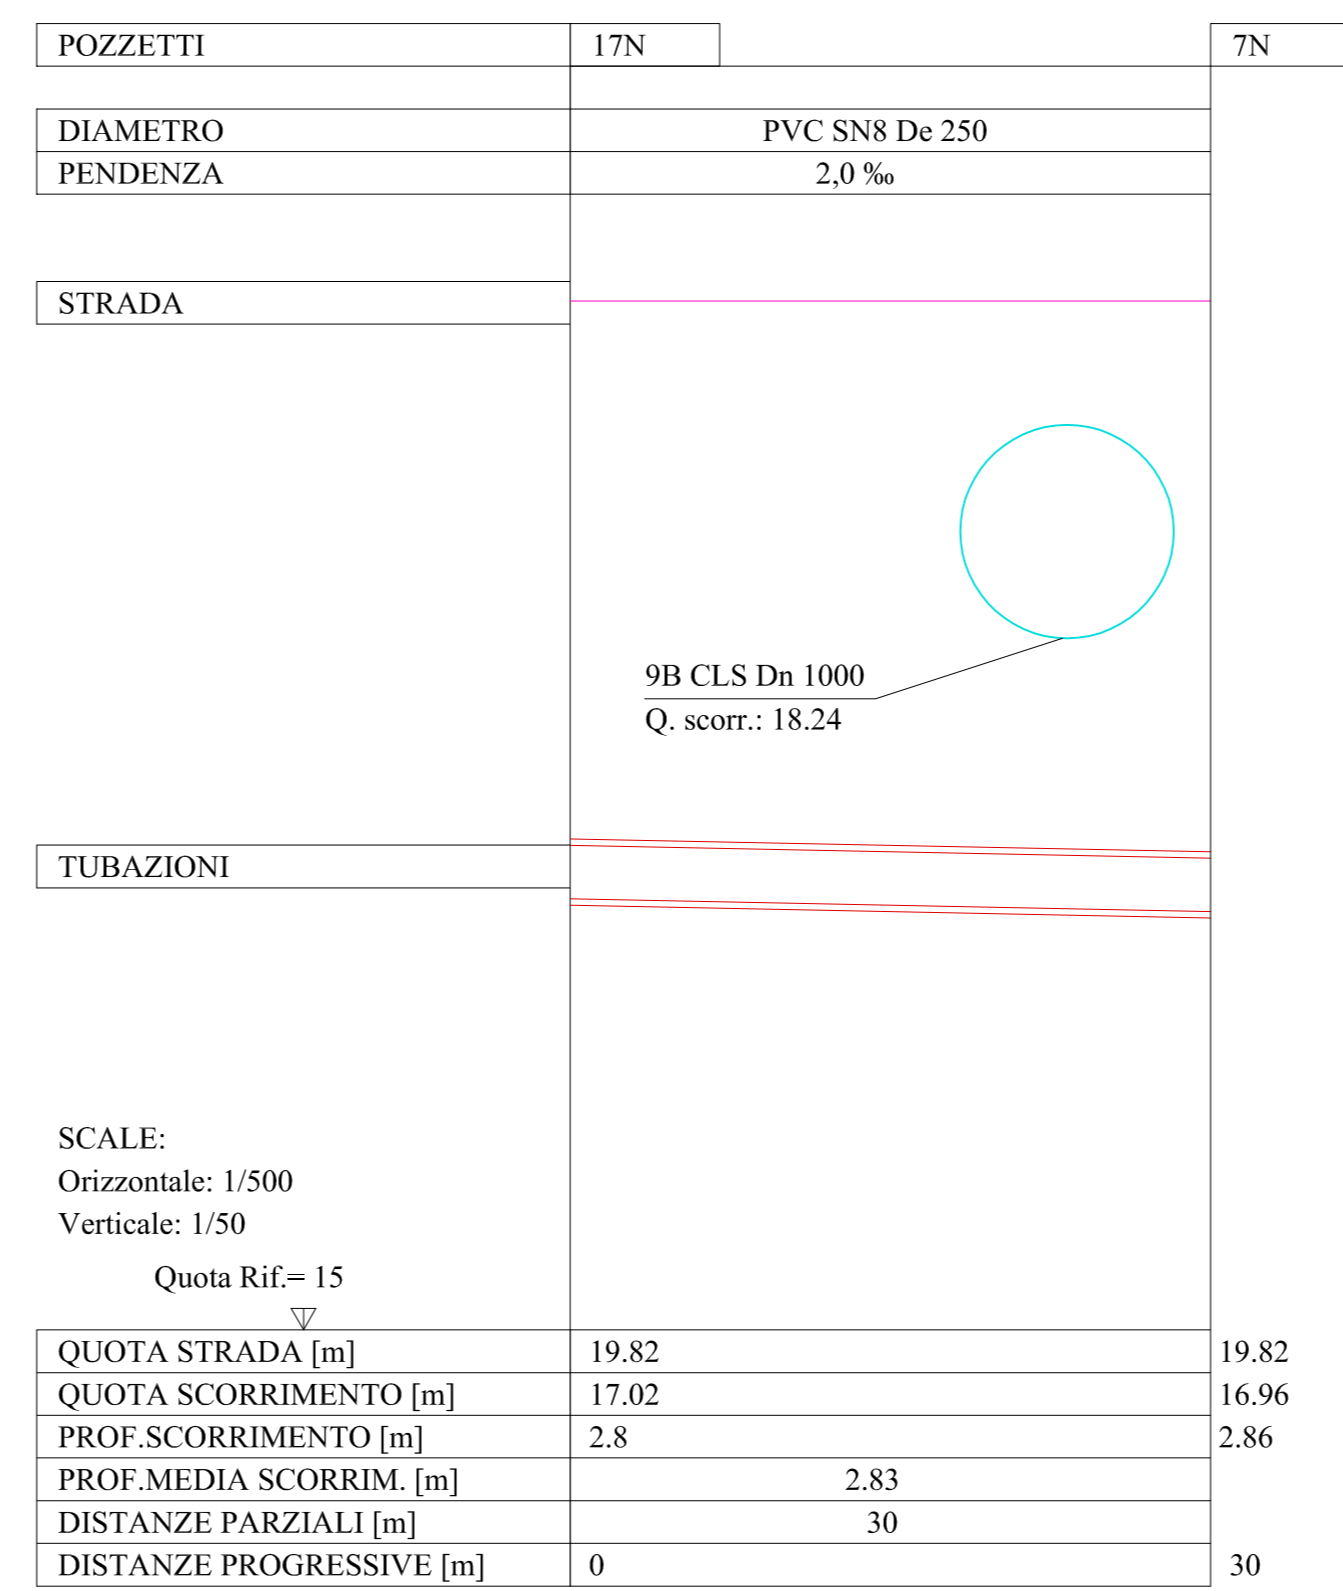 POZZETTI 17N 7N
DIAMETRO PVC SN8 De 250
PENDENZA 2,0 ‰
STRADA
9B CLS Dn 1000
Q. scorr.: 18.24
TUBAZIONI
SCALE:
Orizzontale: 1/500
Verticale: 1/50
Quota Rif.= 15
QUOTA STRADA [m] 19.82 19.82
QUOTA SCORRIMENTO [m] 17.02 16.96
PROF.SCORRIMENTO [m] 2.8 2.86
PROF.MEDIA SCORRIM. [m] 2.83
DISTANZE PARZIALI [m] 30
DISTANZE PROGRESSIVE [m] 0 30